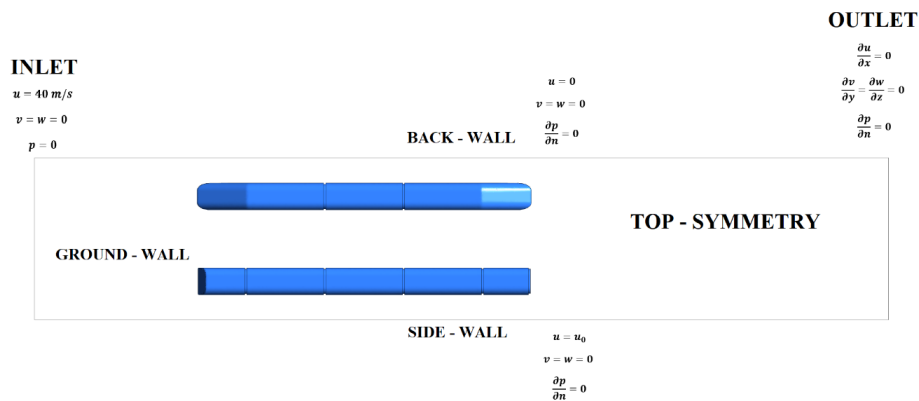 OUTLET
∂u/∂x = 0
∂v/∂y = ∂w/∂z = 0
∂p/∂n = 0
INLET
u = 40 m/s
v = w = 0
p = 0
u = 0
v = w = 0
∂p/∂n = 0
BACK - WALL
TOP - SYMMETRY
GROUND - WALL
SIDE - WALL
u = u₀
v = w = 0
∂p/∂n = 0